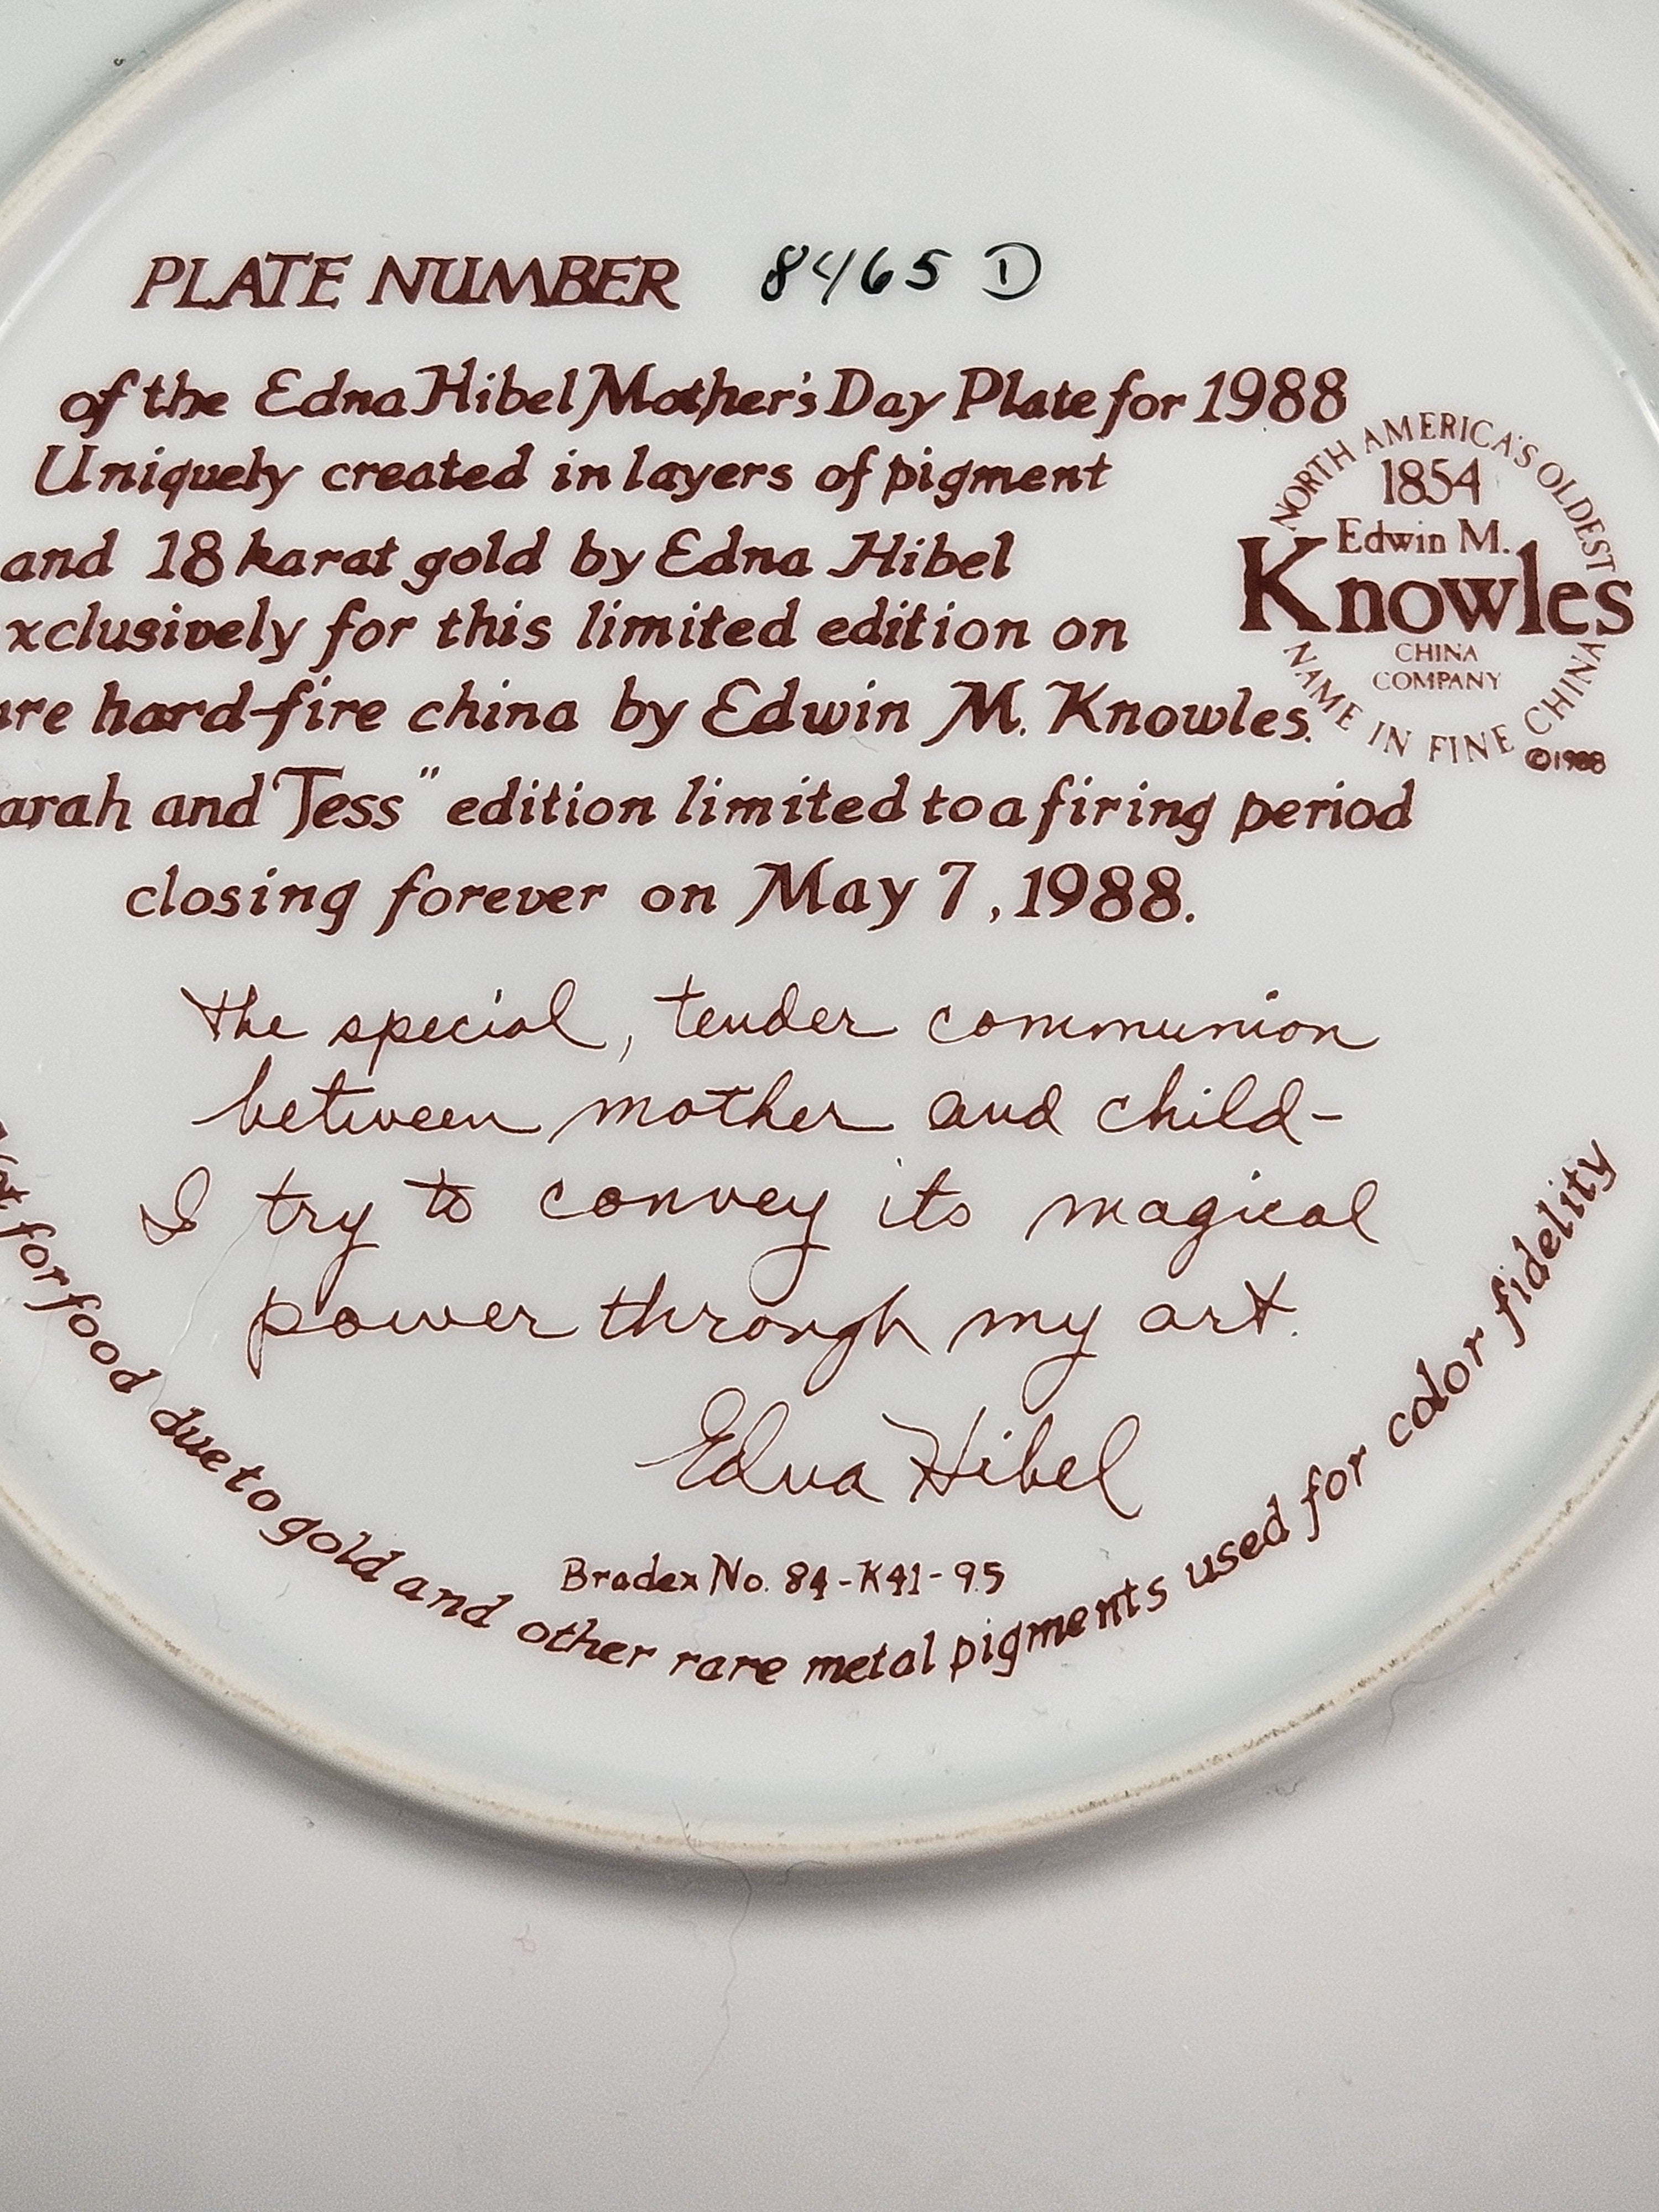 PLATE NUMBER 8465 D
of the Edna Hibel Mother's Day Plate for 1988
Uniquely created in layers of pigment
and 18 karat gold by Edna Hibel
xclusively for this limited edition on
re hard-fire china by Edwin M. Knowles.
arah and "Tess" edition limited to a firing period
closing forever on May 7, 1988.
NORTH AMERICA'S OLDEST
1854
Edwin M.
Knowles
CHINA
COMPANY
NAME IN FINE CHINA
©1988
The special, tender communion
between mother and child-
I try to convey its magical
power through my art.
Edna Hibel
Bradex No. 84-K41-9.5
for food due to gold and other rare metal pigments used for color fidelity